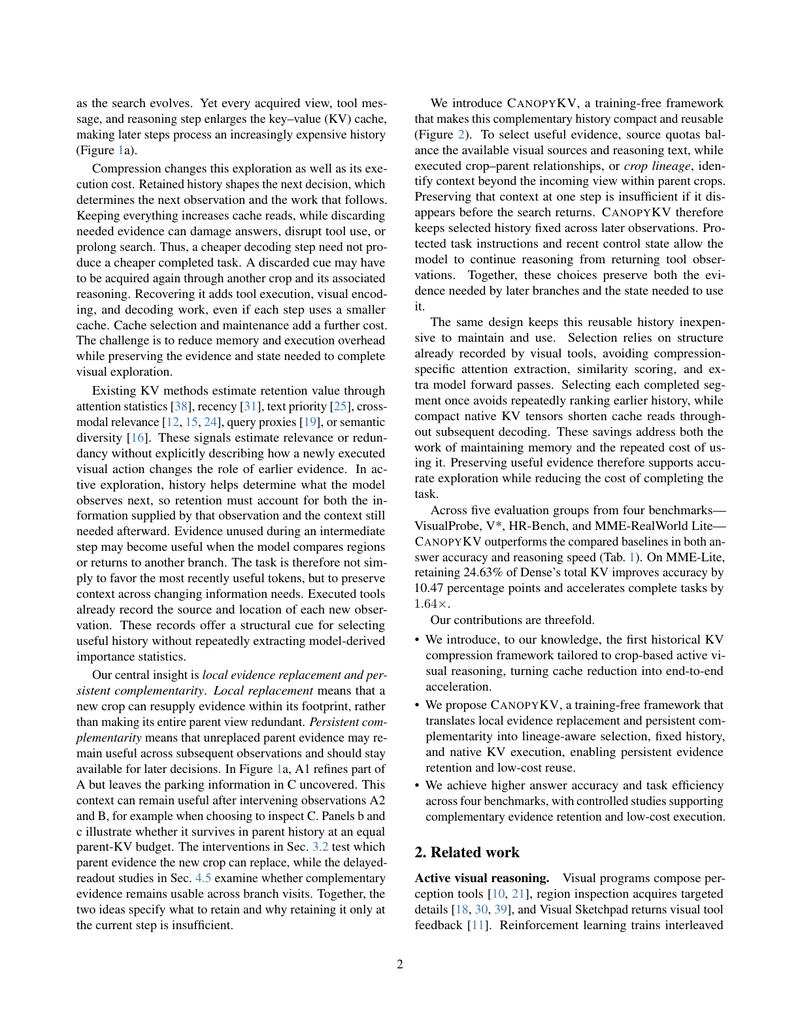 as the search evolves. Yet every acquired view, tool mes-
sage, and reasoning step enlarges the key–value (KV) cache,
making later steps process an increasingly expensive history
(Figure 1a).
Compression changes this exploration as well as its exe-
cution cost. Retained history shapes the next decision, which
determines the next observation and the work that follows.
Keeping everything increases cache reads, while discarding
needed evidence can damage answers, disrupt tool use, or
prolong search. Thus, a cheaper decoding step need not pro-
duce a cheaper completed task. A discarded cue may have
to be acquired again through another crop and its associated
reasoning. Recovering it adds tool execution, visual encod-
ing, and decoding work, even if each step uses a smaller
cache. Cache selection and maintenance add a further cost.
The challenge is to reduce memory and execution overhead
while preserving the evidence and state needed to complete
visual exploration.
Existing KV methods estimate retention value through
attention statistics [38], recency [31], text priority [25], cross-
modal relevance [12, 15, 24], query proxies [19], or semantic
diversity [16]. These signals estimate relevance or redun-
dancy without explicitly describing how a newly executed
visual action changes the role of earlier evidence. In ac-
tive exploration, history helps determine what the model
observes next, so retention must account for both the in-
formation supplied by that observation and the context still
needed afterward. Evidence unused during an intermediate
step may become useful when the model compares regions
or returns to another branch. The task is therefore not sim-
ply to favor the most recently useful tokens, but to preserve
context across changing information needs. Executed tools
already record the source and location of each new obser-
vation. These records offer a structural cue for selecting
useful history without repeatedly extracting model-derived
importance statistics.
Our central insight is local evidence replacement and per-
sistent complementarity. Local replacement means that a
new crop can resupply evidence within its footprint, rather
than making its entire parent view redundant. Persistent com-
plementarity means that unreplaced parent evidence may re-
main useful across subsequent observations and should stay
available for later decisions. In Figure 1a, A1 refines part of
A but leaves the parking information in C uncovered. This
context can remain useful after intervening observations A2
and B, for example when choosing to inspect C. Panels b and
c illustrate whether it survives in parent history at an equal
parent-KV budget. The interventions in Sec. 3.2 test which
parent evidence the new crop can replace, while the delayed-
readout studies in Sec. 4.5 examine whether complementary
evidence remains usable across branch visits. Together, the
two ideas specify what to retain and why retaining it only at
the current step is insufficient.
We introduce CANOPYKV, a training-free framework
that makes this complementary history compact and reusable
(Figure 2). To select useful evidence, source quotas bal-
ance the available visual sources and reasoning text, while
executed crop–parent relationships, or crop lineage, iden-
tify context beyond the incoming view within parent crops.
Preserving that context at one step is insufficient if it dis-
appears before the search returns. CANOPYKV therefore
keeps selected history fixed across later observations. Pro-
tected task instructions and recent control state allow the
model to continue reasoning from returning tool obser-
vations. Together, these choices preserve both the evi-
dence needed by later branches and the state needed to use
it.
The same design keeps this reusable history inexpen-
sive to maintain and use. Selection relies on structure
already recorded by visual tools, avoiding compression-
specific attention extraction, similarity scoring, and ex-
tra model forward passes. Selecting each completed seg-
ment once avoids repeatedly ranking earlier history, while
compact native KV tensors shorten cache reads through-
out subsequent decoding. These savings address both the
work of maintaining memory and the repeated cost of us-
ing it. Preserving useful evidence therefore supports accu-
rate exploration while reducing the cost of completing the
task.
Across five evaluation groups from four benchmarks—
VisualProbe, V*, HR-Bench, and MME-RealWorld Lite—
CANOPYKV outperforms the compared baselines in both an-
swer accuracy and reasoning speed (Tab. 1). On MME-Lite,
retaining 24.63% of Dense's total KV improves accuracy by
10.47 percentage points and accelerates complete tasks by
1.64×.
Our contributions are threefold.
• We introduce, to our knowledge, the first historical KV
compression framework tailored to crop-based active vi-
sual reasoning, turning cache reduction into end-to-end
acceleration.
• We propose CANOPYKV, a training-free framework that
translates local evidence replacement and persistent com-
plementarity into lineage-aware selection, fixed history,
and native KV execution, enabling persistent evidence
retention and low-cost reuse.
• We achieve higher answer accuracy and task efficiency
across four benchmarks, with controlled studies supporting
complementary evidence retention and low-cost execution.
2. Related work
Active visual reasoning. Visual programs compose per-
ception tools [10, 21], region inspection acquires targeted
details [18, 30, 39], and Visual Sketchpad returns visual tool
feedback [11]. Reinforcement learning trains interleaved
2